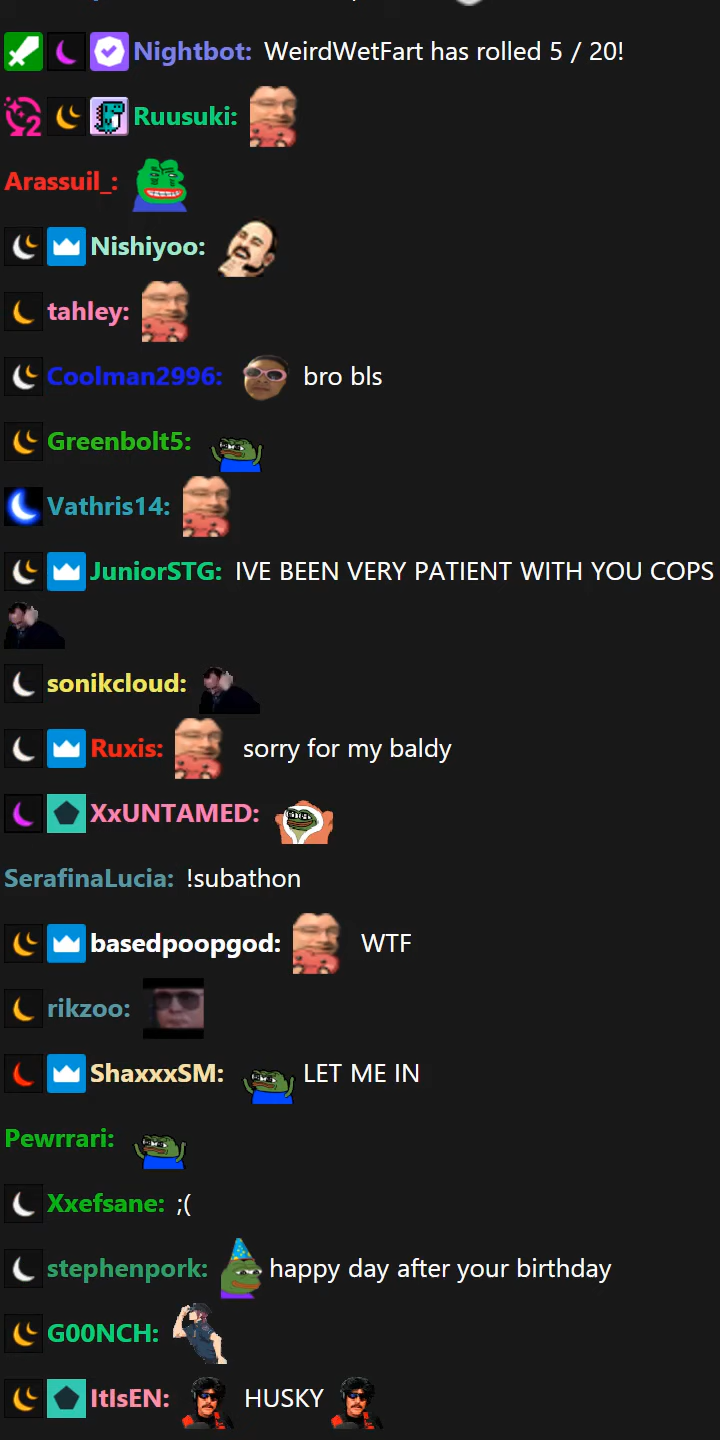 Nightbot: WeirdWetFart has rolled 5 / 20!
Ruusuki:
Arassuil_:
Nishiyoo:
tahley:
Coolman2996: bro bls
Greenbolt5:
Vathris14:
JuniorSTG: IVE BEEN VERY PATIENT WITH YOU COPS
sonikcloud:
Ruxis: sorry for my baldy
XxUNTAMED:
SerafinaLucia: !subathon
basedpoopgod: WTF
rikzoo:
ShaxxxSM: LET ME IN
Pewrrari:
Xxefsane: ;(
stephenpork: happy day after your birthday
G00NCH:
ItIsEN: HUSKY